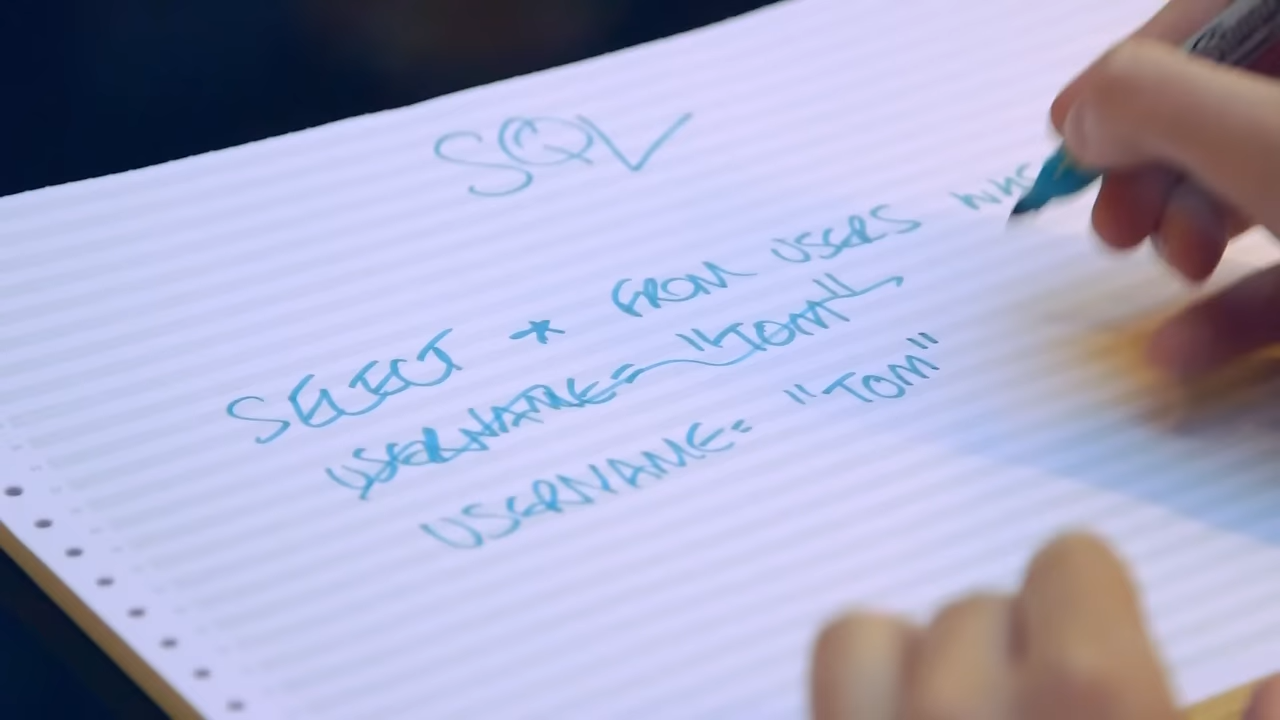 SQL
SELECT * FROM USERS WHE
USERNAME= "TOM"
USERNAME= "TOM"